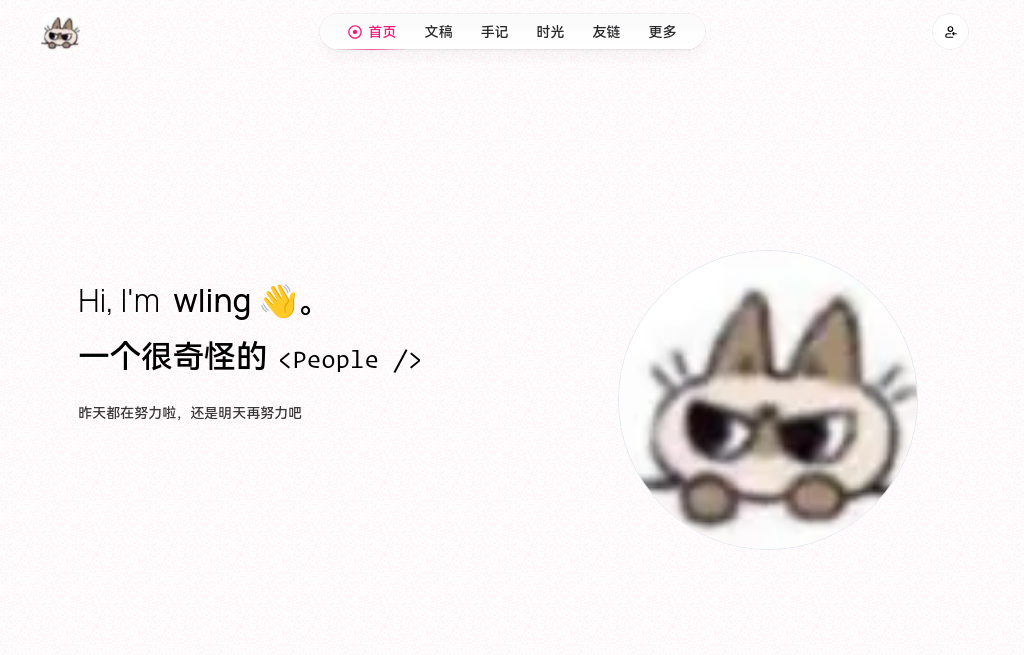 首页 文稿 手记 时光 友链 更多
Hi, I'm wling 👋。
一个很奇怪的 <People />
昨天都在努力啦，还是明天再努力吧